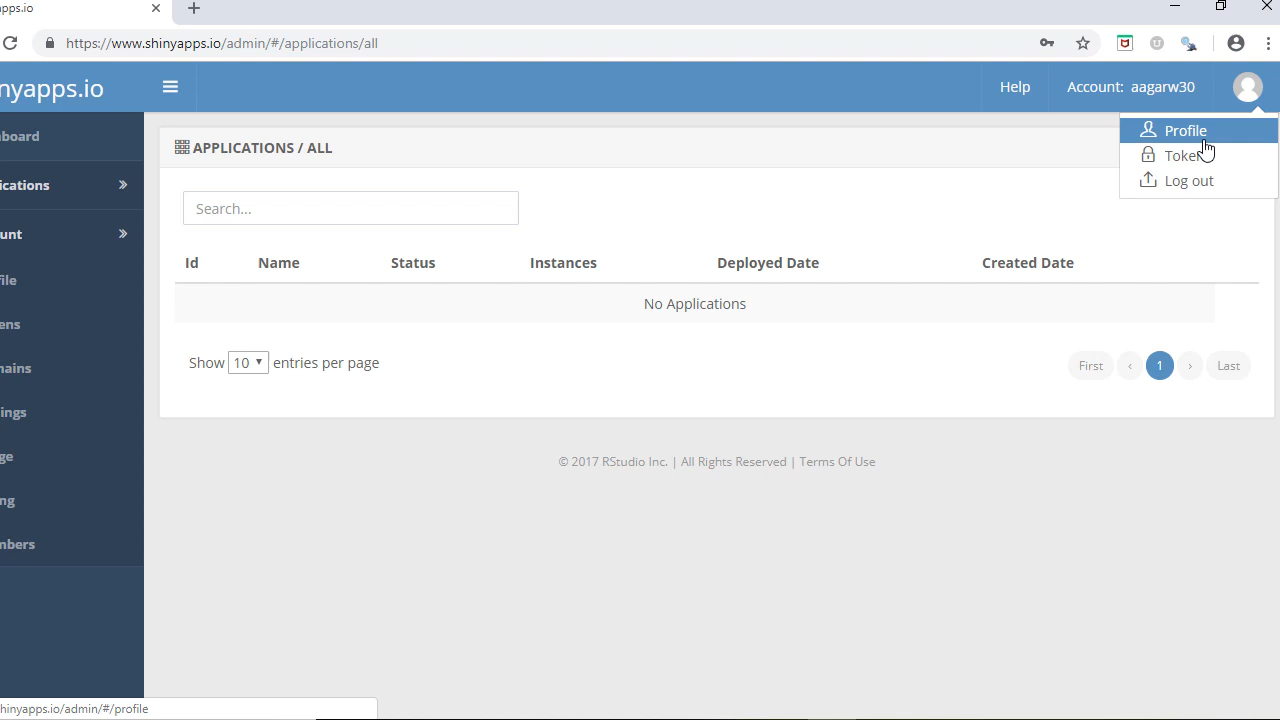 pps.io
https://www.shinyapps.io/admin/#/applications/all
nyapps.io
Help
Account: aagarw30
board
APPLICATIONS / ALL
Profile
Token
Log out
ications
unt
file
ens
mains
ings
ge
ng
mbers
Search...
Id Name Status Instances Deployed Date Created Date
No Applications
Show 10 entries per page
First ‹ 1 › Last
© 2017 RStudio Inc. | All Rights Reserved | Terms Of Use
hinyapps.io/admin/#/profile